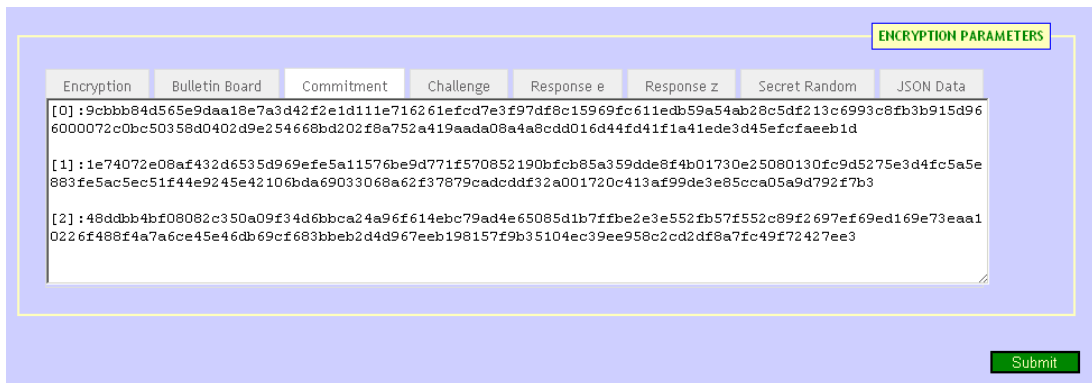 ENCRYPTION PARAMETERS
Encryption Bulletin Board Commitment Challenge Response e Response z Secret Random JSON Data
[0]:9cbbb84d565e9daa18e7a3d42f2e1d111e716261efcd7e3f97df8c15969fc611edb59a54ab28c5df213c6993c8fb3b915d96
6000072c0bc50358d0402d9e254668bd202f8a752a419aada08a4a8cdd016d44fd41f1a41ede3d45efcfaeeb1d
[1]:1e74072e08af432d6535d969efe5a11576be9d771f570852190bfcb85a359dde8f4b01730e25080130fc9d5275e3d4fc5a5e
883fe5ac5ec51f44e9245e42106bda69033068a62f37879cadcddf32a001720c413af99de3e85cca05a9d792f7b3
[2]:48ddbb4bf08082c350a09f34d6bbca24a96f614ebc79ad4e65085d1b7ffbe2e3e552fb57f552c89f2697ef69ed169e73eaa1
0226f488f4a7a6ce45e46db69cf683bbeb2d4d967eeb198157f9b35104ec39ee958c2cd2df8a7fc49f72427ee3
Submit